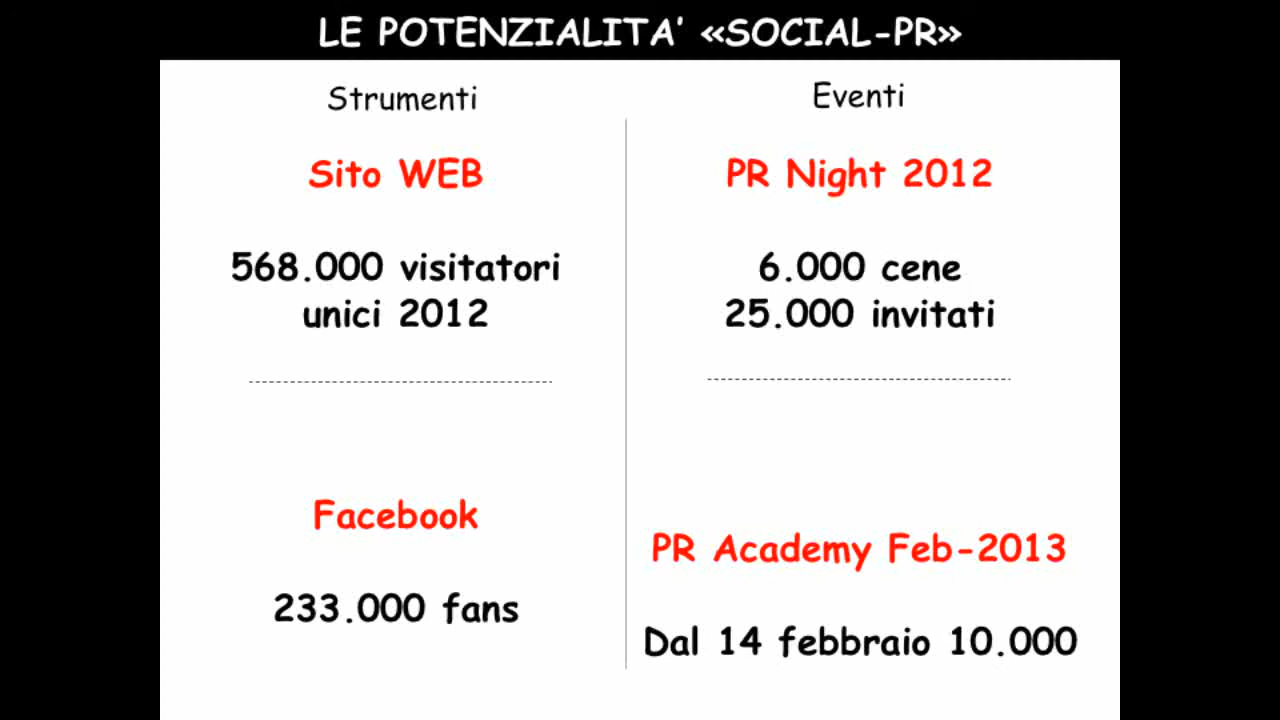 LE POTENZIALITA' «SOCIAL-PR»
Strumenti
Sito WEB
568.000 visitatori
unici 2012
Facebook
233.000 fans
Eventi
PR Night 2012
6.000 cene
25.000 invitati
PR Academy Feb-2013
Dal 14 febbraio 10.000